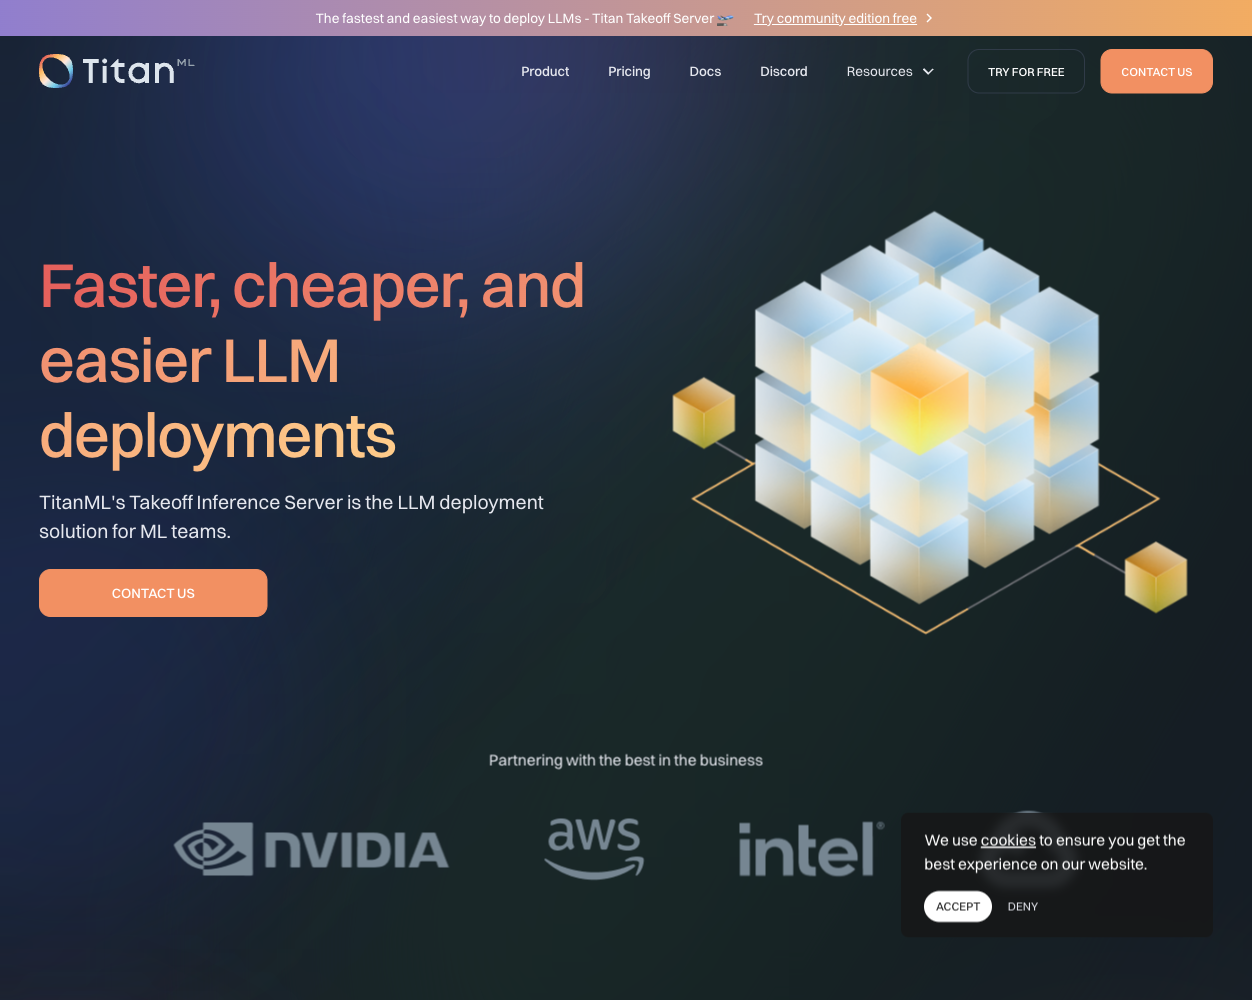 The fastest and easiest way to deploy LLMs - Titan Takeoff Server 🛫 Try community edition free
Titan ML
Product Pricing Docs Discord Resources TRY FOR FREE CONTACT US
Faster, cheaper, and
easier LLM
deployments
TitanML's Takeoff Inference Server is the LLM deployment
solution for ML teams.
CONTACT US
Partnering with the best in the business
NVIDIA aws intel®
We use cookies to ensure you get the
best experience on our website.
ACCEPT DENY